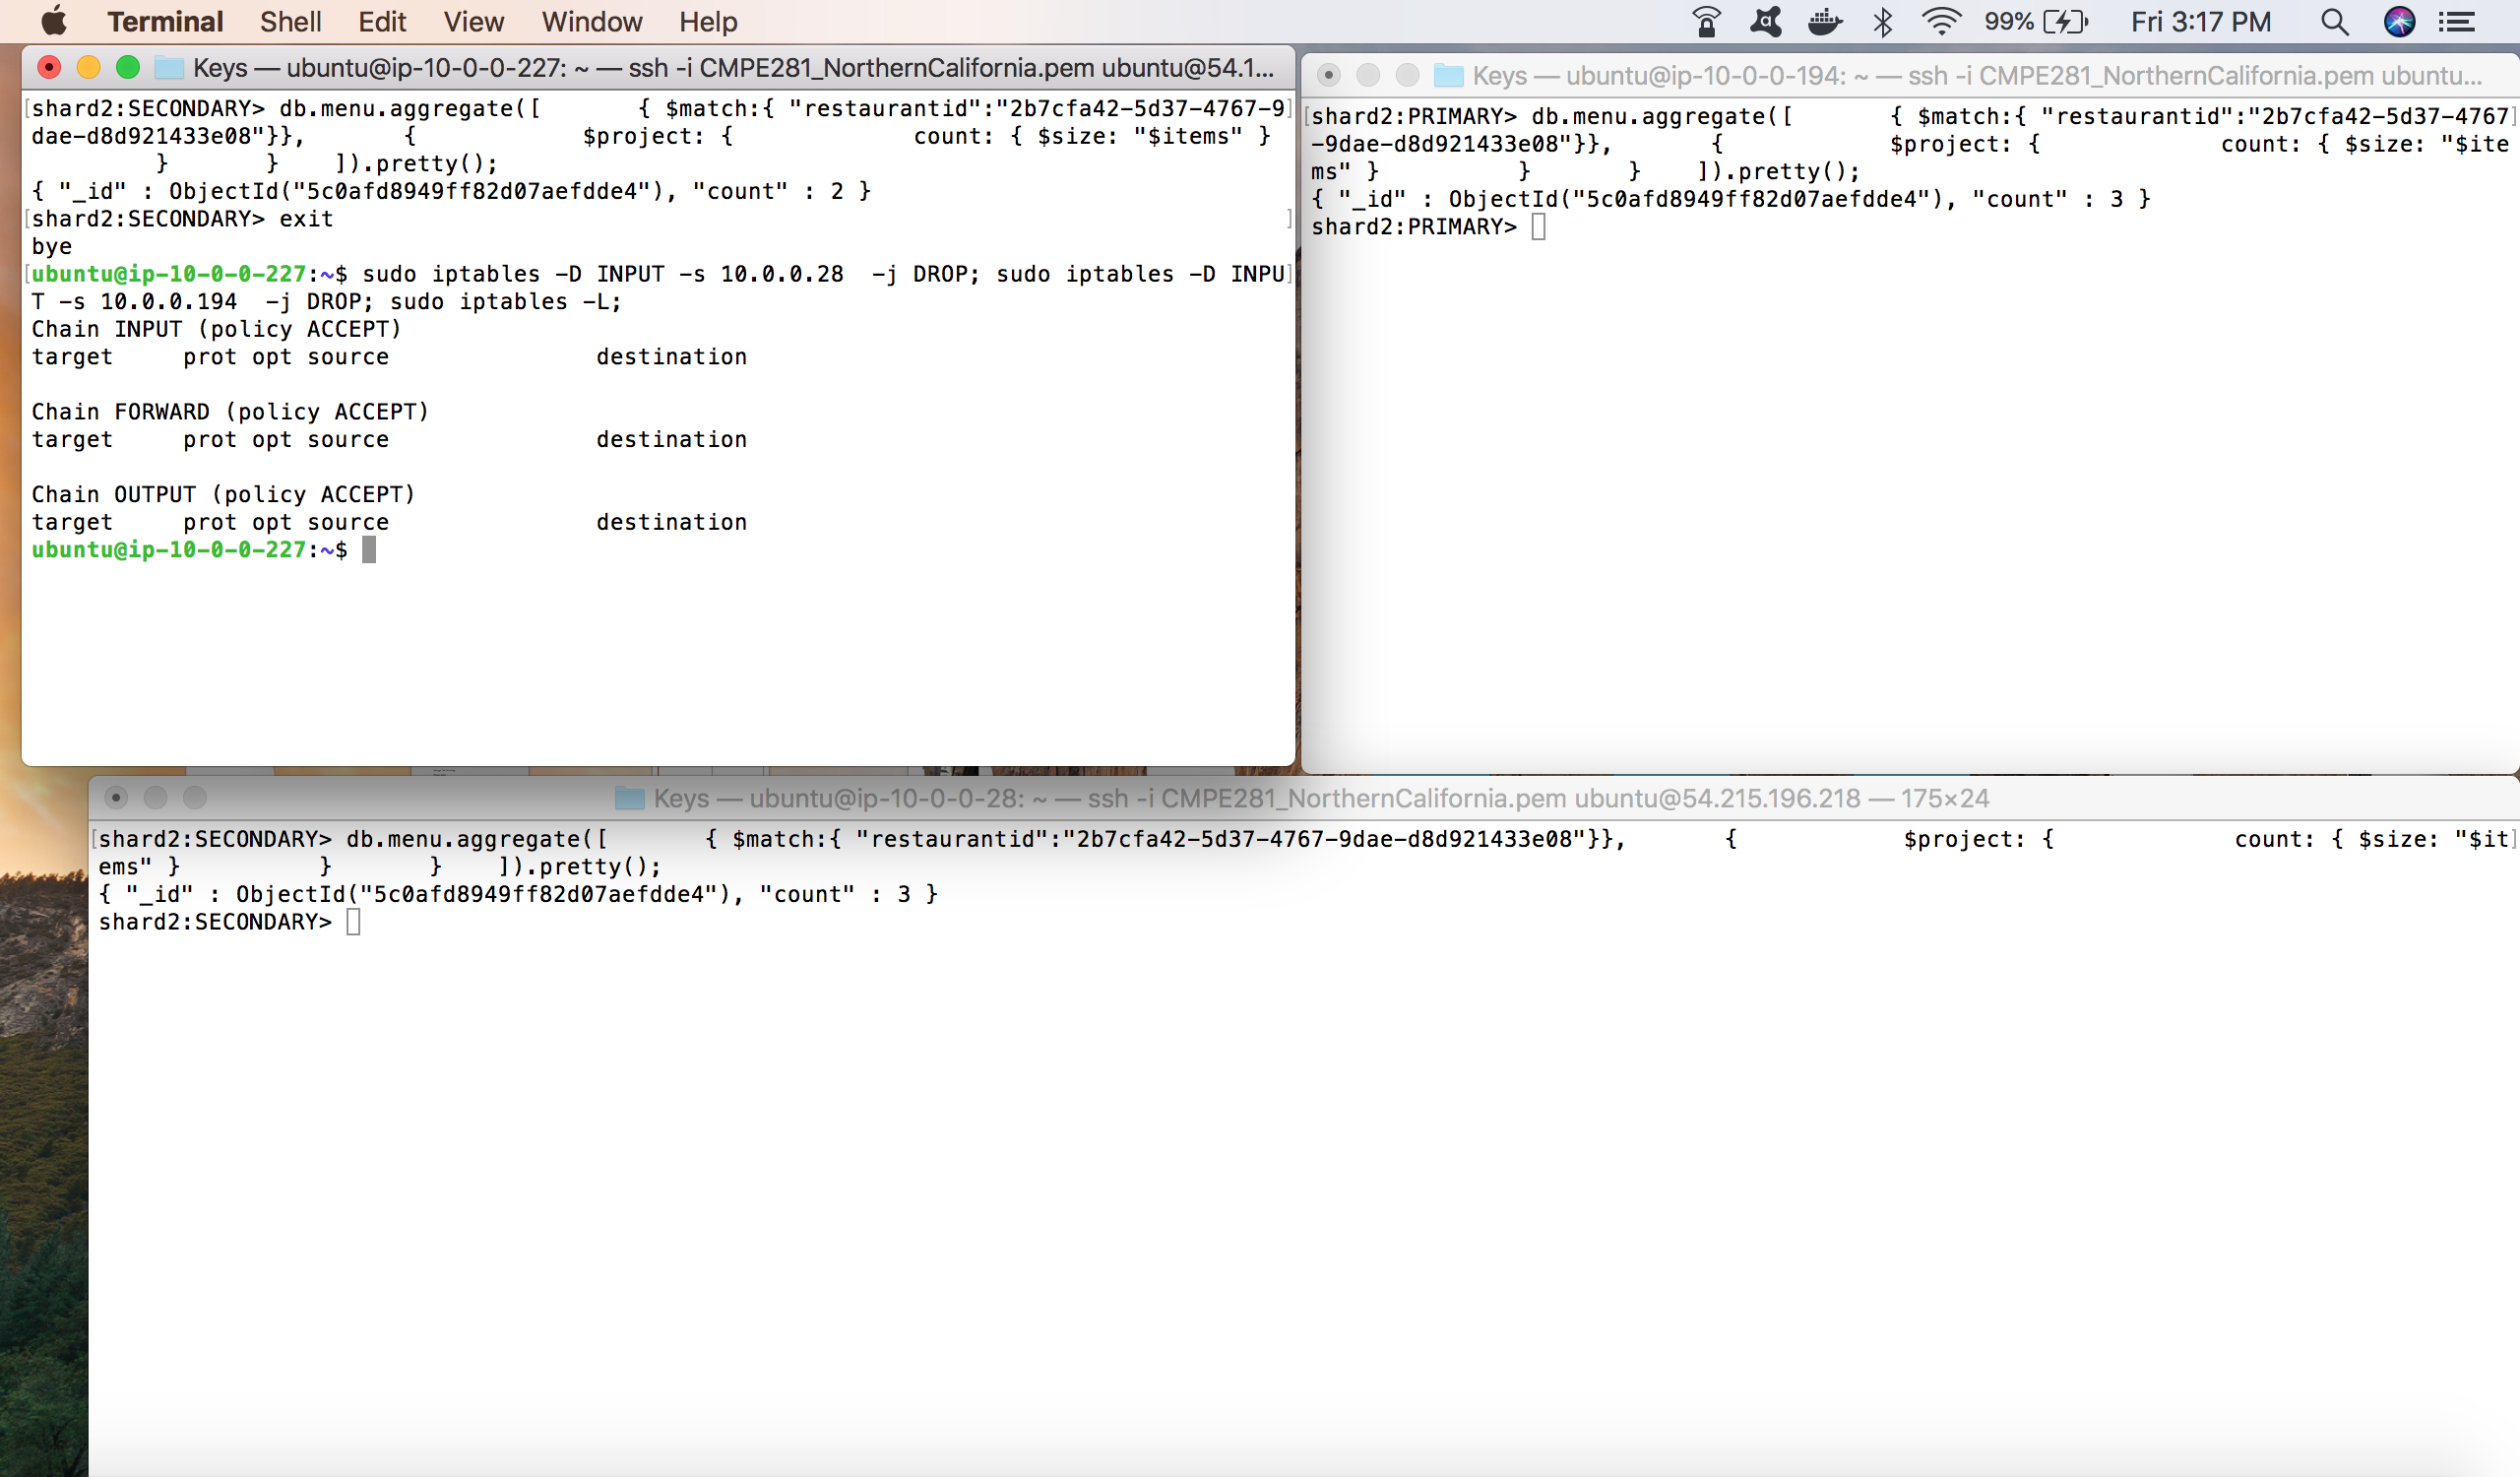 Terminal Shell Edit View Window Help 99% Fri 3:17 PM
Keys — ubuntu@ip-10-0-0-227: ~ — ssh -i CMPE281_NorthernCalifornia.pem ubuntu@54.1...
[shard2:SECONDARY> db.menu.aggregate([       { $match:{ "restaurantid":"2b7cfa42-5d37-4767-9]
dae-d8d921433e08"}},       {            $project: {             count: { $size: "$items" }
         }       }    ]).pretty();
{ "_id" : ObjectId("5c0afd8949ff82d07aefdde4"), "count" : 2 }
[shard2:SECONDARY> exit ]
bye
[ubuntu@ip-10-0-0-227:~$ sudo iptables -D INPUT -s 10.0.0.28  -j DROP; sudo iptables -D INPU]
T -s 10.0.0.194  -j DROP; sudo iptables -L;
Chain INPUT (policy ACCEPT)
target     prot opt source               destination
Chain FORWARD (policy ACCEPT)
target     prot opt source               destination
Chain OUTPUT (policy ACCEPT)
target     prot opt source               destination
ubuntu@ip-10-0-0-227:~$
Keys — ubuntu@ip-10-0-0-194: ~ — ssh -i CMPE281_NorthernCalifornia.pem ubuntu...
[shard2:PRIMARY> db.menu.aggregate([       { $match:{ "restaurantid":"2b7cfa42-5d37-4767]
-9dae-d8d921433e08"}},       {            $project: {             count: { $size: "$ite
ms" }          }       }    ]).pretty();
{ "_id" : ObjectId("5c0afd8949ff82d07aefdde4"), "count" : 3 }
shard2:PRIMARY>
Keys — ubuntu@ip-10-0-0-28: ~ — ssh -i CMPE281_NorthernCalifornia.pem ubuntu@54.215.196.218 — 175×24
[shard2:SECONDARY> db.menu.aggregate([       { $match:{ "restaurantid":"2b7cfa42-5d37-4767-9dae-d8d921433e08"}},       {            $project: {             count: { $size: "$it]
ems" }          }       }    ]).pretty();
{ "_id" : ObjectId("5c0afd8949ff82d07aefdde4"), "count" : 3 }
shard2:SECONDARY>